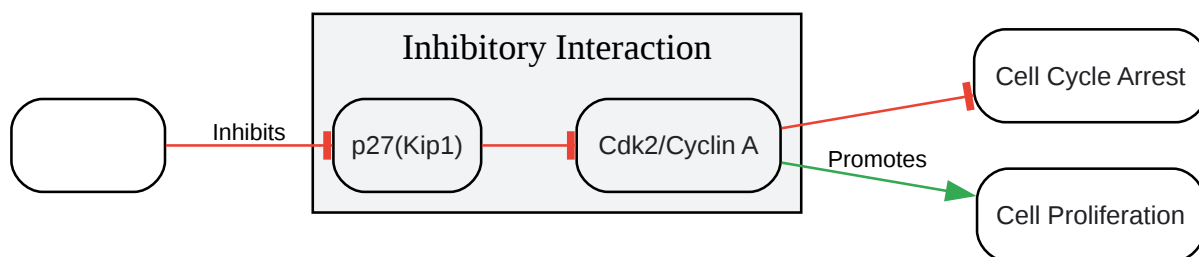 Inhibitory Interaction
Inhibits
p27(Kip1)
Cdk2/Cyclin A
Cell Cycle Arrest
Promotes
Cell Proliferation